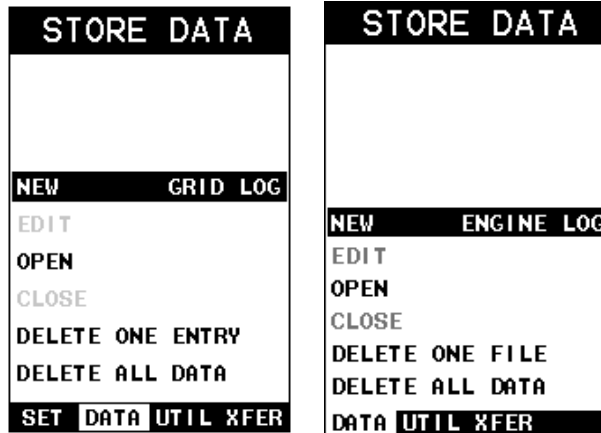 STORE DATA
NEW GRID LOG
EDIT
OPEN
CLOSE
DELETE ONE ENTRY
DELETE ALL DATA
SET DATA UTIL XFER
STORE DATA
NEW ENGINE LOG
EDIT
OPEN
CLOSE
DELETE ONE FILE
DELETE ALL DATA
DATA UTIL XFER